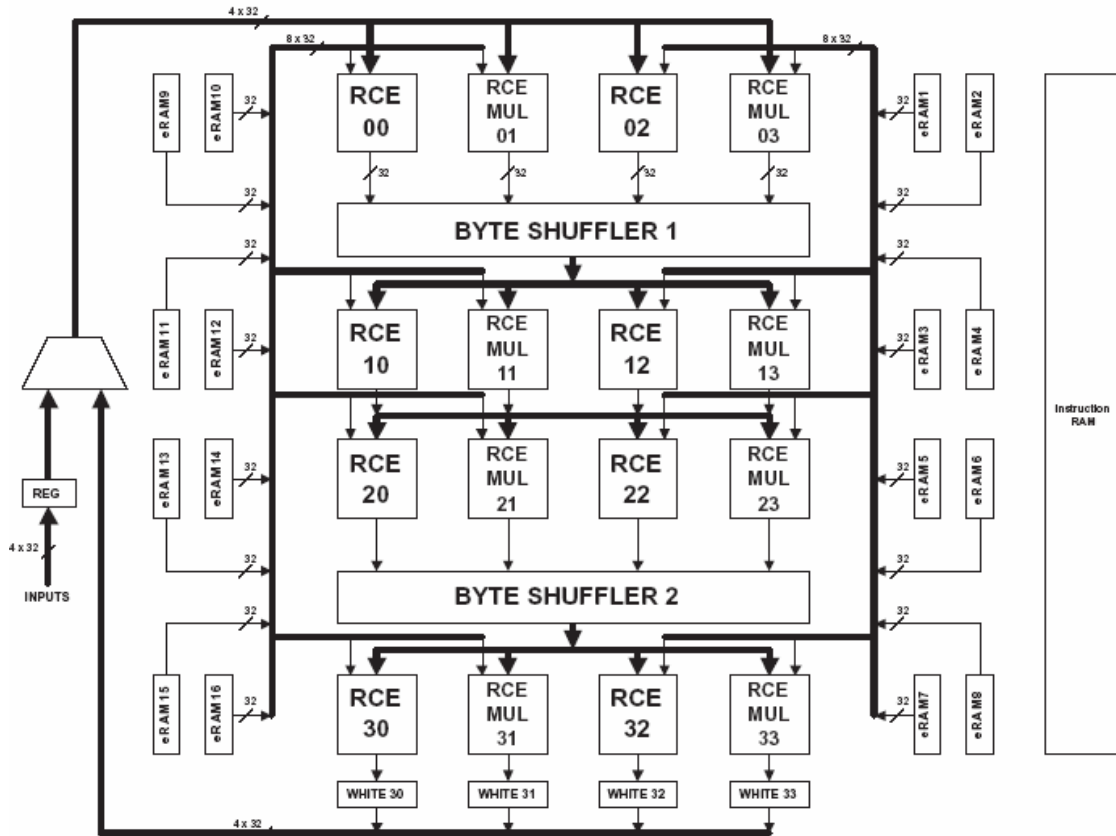 4 x 32
8 x 32
8 x 32
eRAM9
eRAM10
32
RCE
00
RCE
MUL
01
RCE
02
RCE
MUL
03
32
eRAM1
eRAM2
32
32
32
32
32
32
BYTE SHUFFLER 1
32
32
eRAM11
eRAM12
32
RCE
10
RCE
MUL
11
RCE
12
RCE
MUL
13
32
eRAM3
eRAM4
Instruction
RAM
eRAM13
eRAM14
32
RCE
20
RCE
MUL
21
RCE
22
RCE
MUL
23
32
eRAM5
eRAM6
REG
4 x 32
INPUTS
32
BYTE SHUFFLER 2
32
32
32
eRAM15
eRAM16
32
RCE
30
RCE
MUL
31
RCE
32
RCE
MUL
33
32
eRAM7
eRAM8
WHITE 30
WHITE 31
WHITE 32
WHITE 33
4 x 32